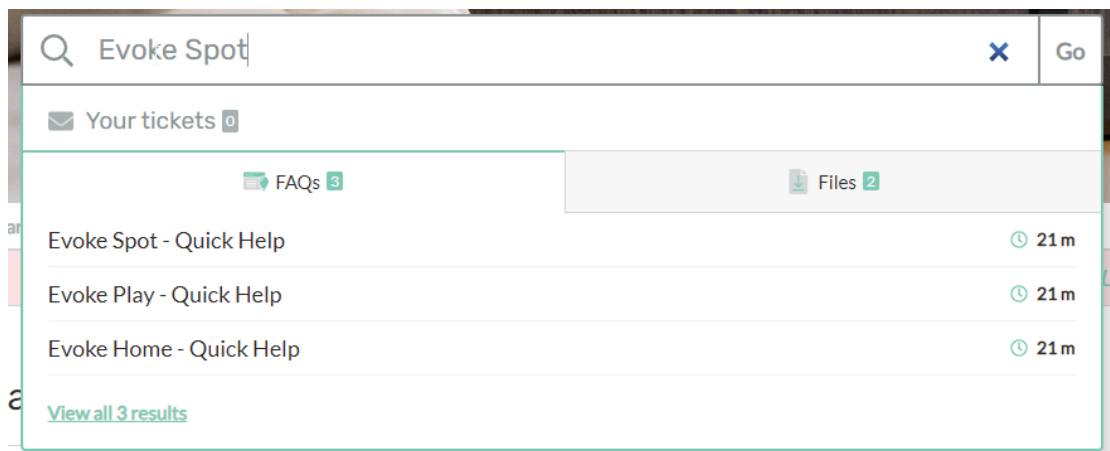 Evoke Spot
Go
Your tickets 0
FAQs 3
Files 2
Evoke Spot - Quick Help 21 m
Evoke Play - Quick Help 21 m
Evoke Home - Quick Help 21 m
View all 3 results